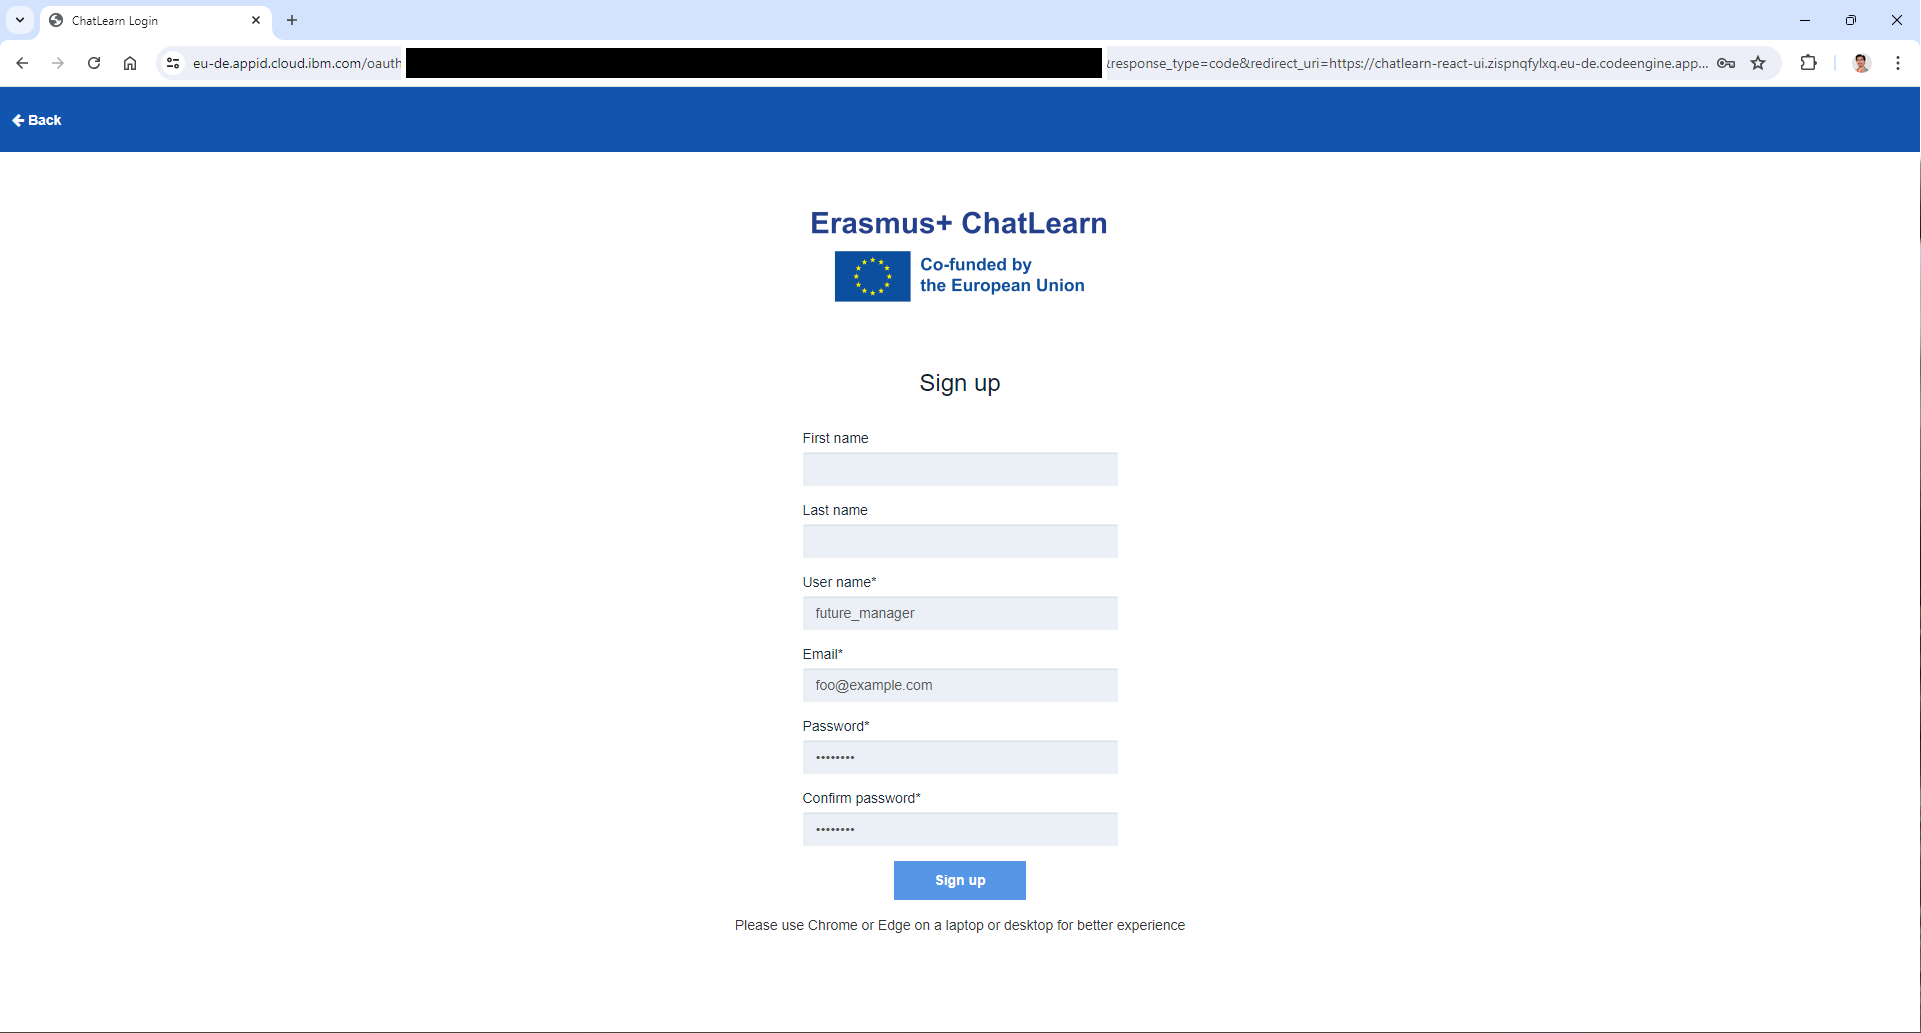 ChatLearn Login
eu-de.appid.cloud.ibm.com/oauth
response_type=code&redirect_uri=https://chatlearn-react-ui.zispnqfylxq.eu-de.codeengine.app...
Back
Erasmus+ ChatLearn
Co-funded by
the European Union
Sign up
First name
Last name
User name*
future_manager
Email*
foo@example.com
Password*
••••••••
Confirm password*
••••••••
Sign up
Please use Chrome or Edge on a laptop or desktop for better experience